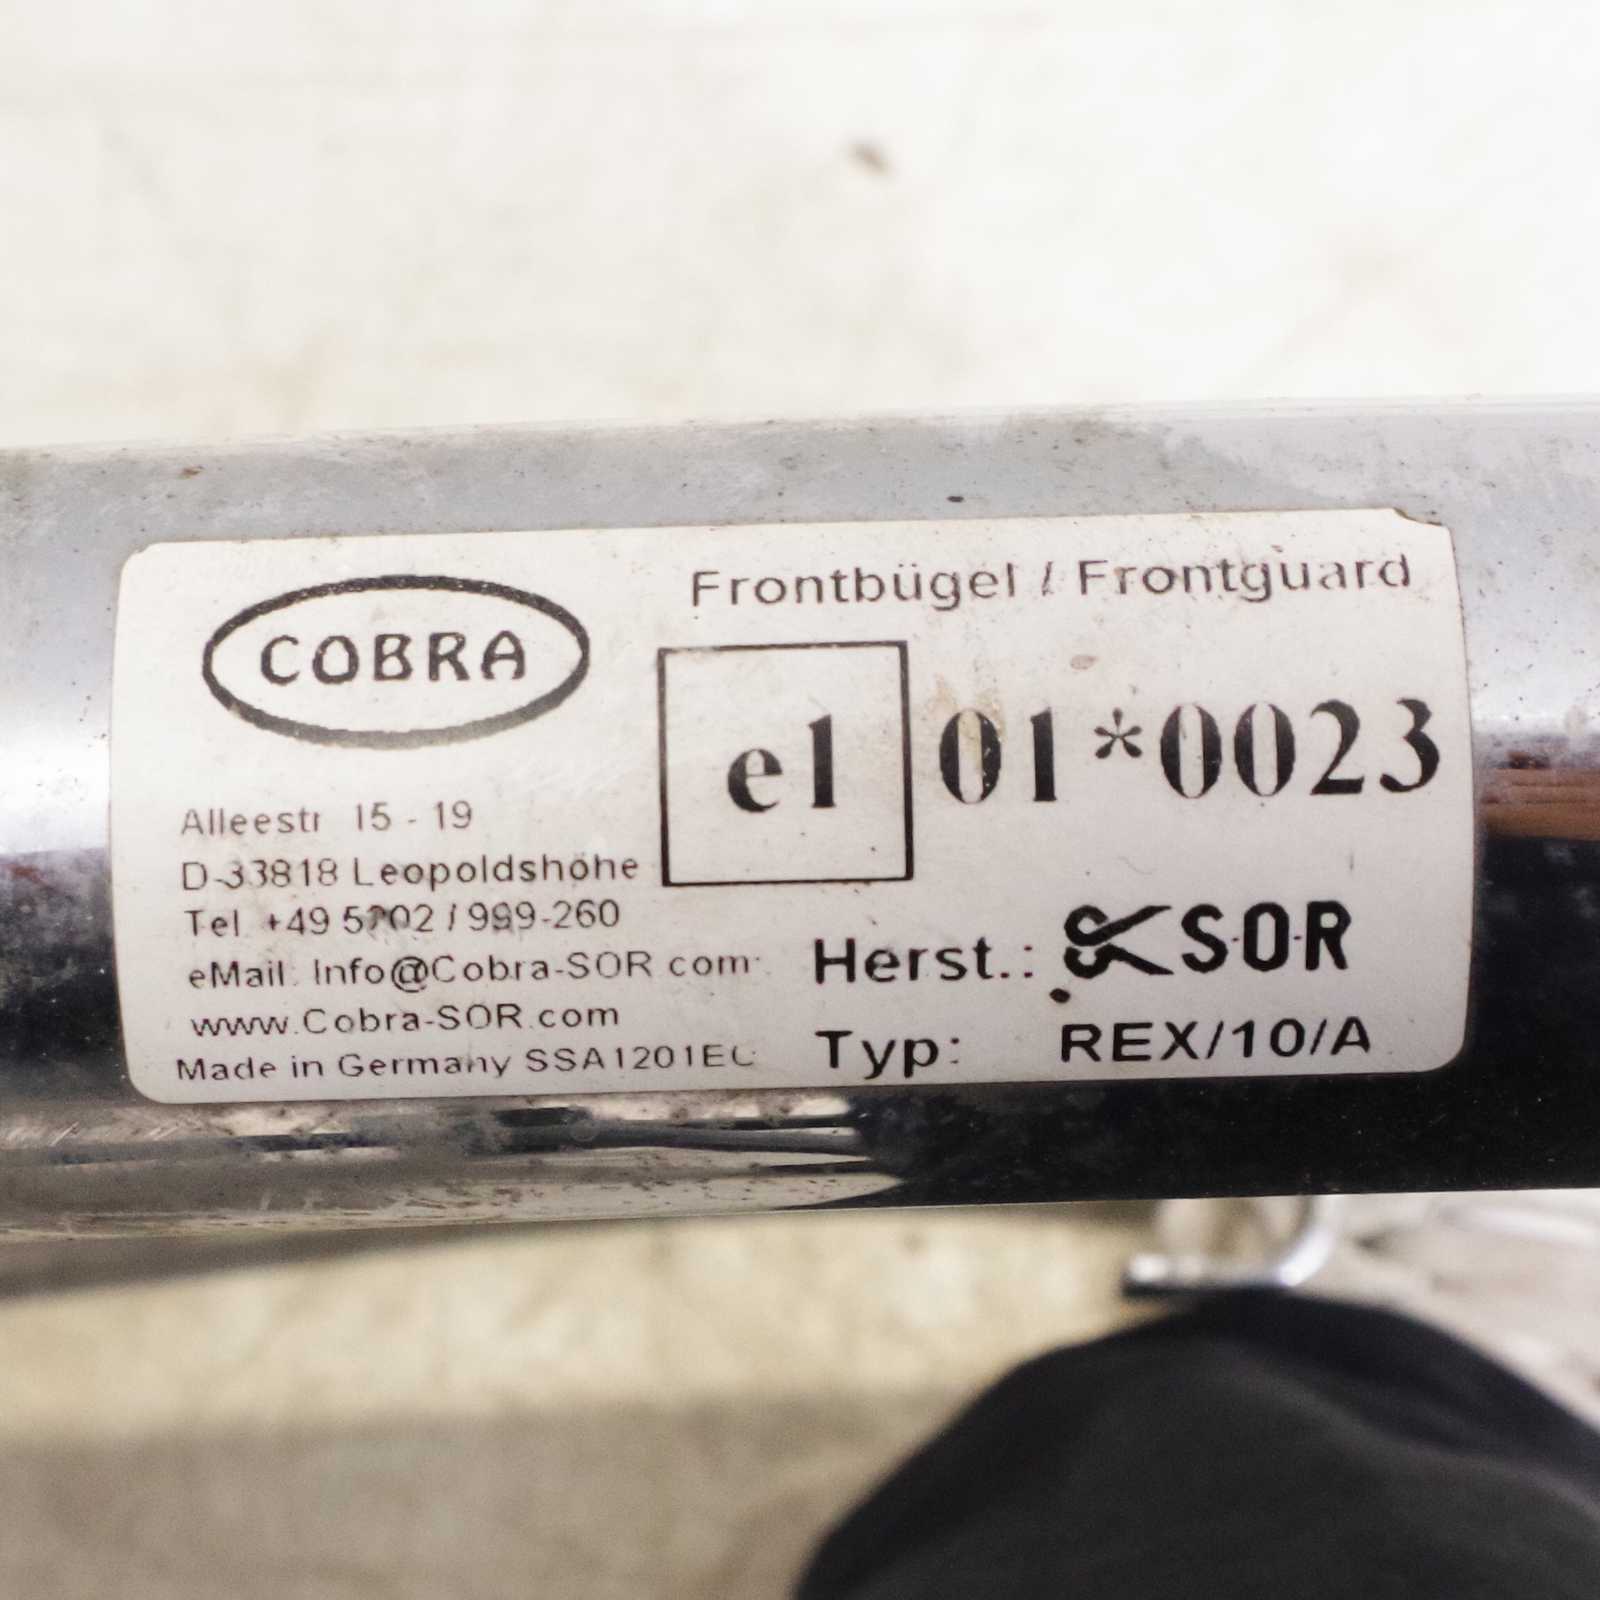 COBRA
Alleestr 15 - 19
D-33818 Leopoldshöhe
Tel +49 5202 / 999-260
eMail: Info@Cobra-SOR.com
www.Cobra-SOR.com
Made in Germany SSA1201EC
Frontbügel / Frontguard
e1 01*0023
Herst.: S·O·R
Typ: REX/10/A